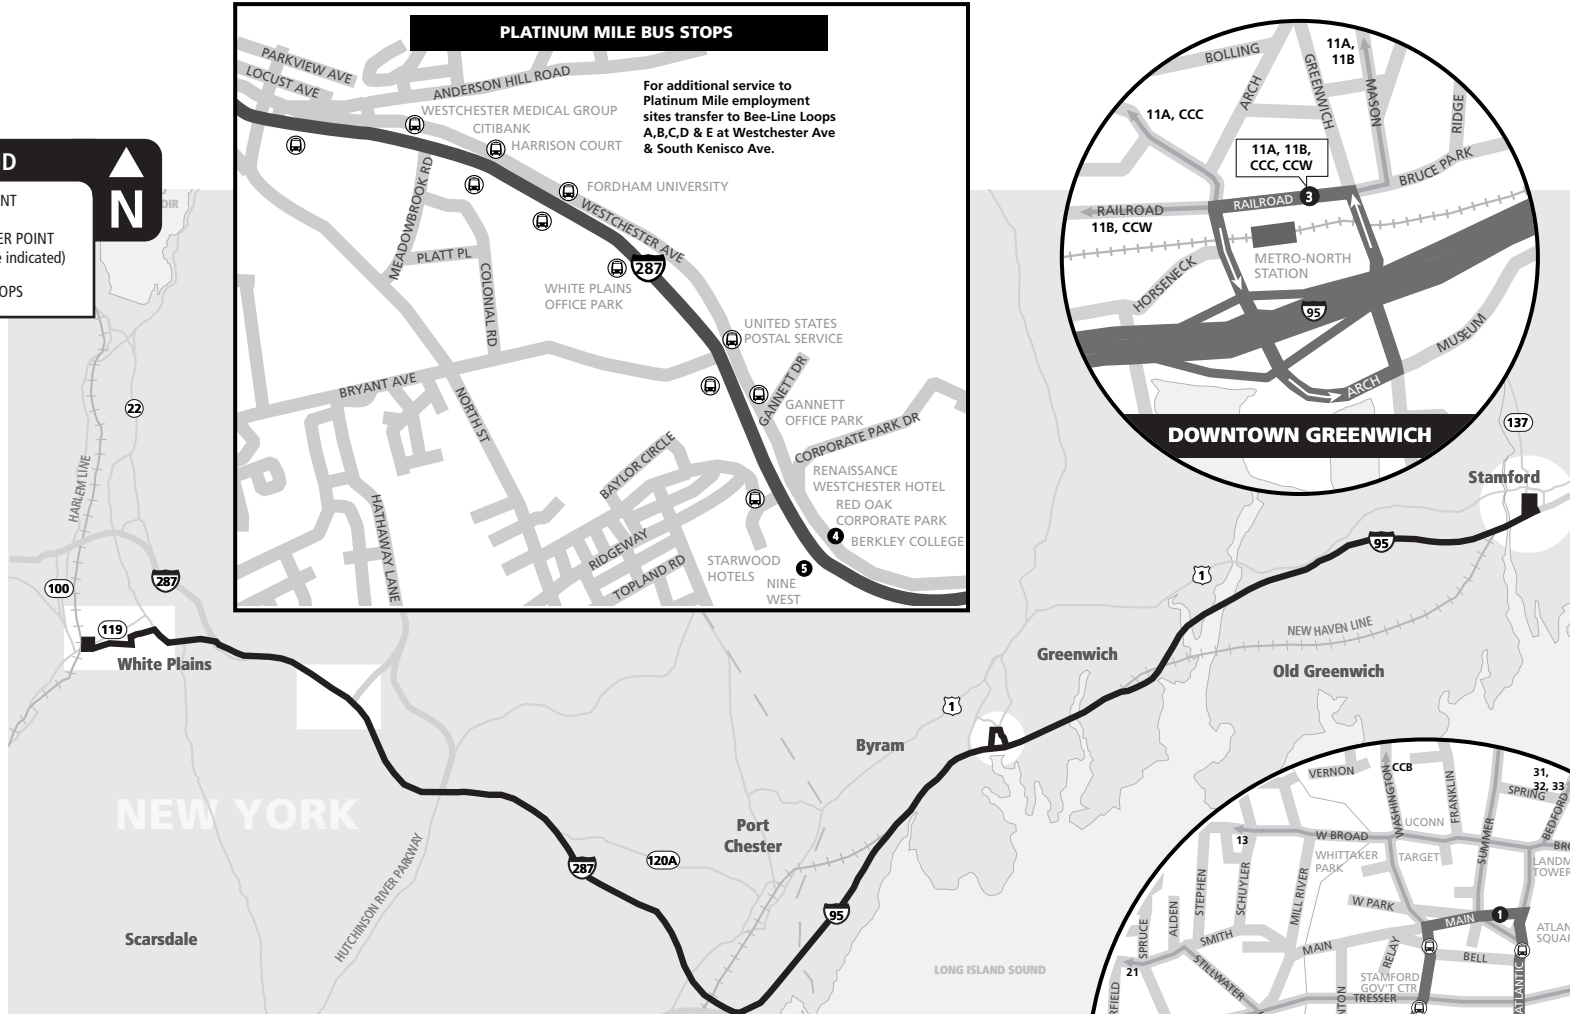 PLATINUM MILE BUS STOPS
PARKVIEW AVE
LOCUST AVE
ANDERSON HILL ROAD
WESTCHESTER MEDICAL GROUP
CITIBANK
HARRISON COURT
For additional service to
Platinum Mile employment
sites transfer to Bee-Line Loops
A,B,C,D & E at Westchester Ave
& South Kenisco Ave.
FORDHAM UNIVERSITY
MEADOWBROOK RD
WESTCHESTER AVE
PLATT PL
COLONIAL RD
287
WHITE PLAINS
OFFICE PARK
UNITED STATES
POSTAL SERVICE
BRYANT AVE
NORTH ST
GANNETT DR
GANNETT
OFFICE PARK
CORPORATE PARK DR
BAYLOR CIRCLE
RENAISSANCE
WESTCHESTER HOTEL
RED OAK
CORPORATE PARK
4
BERKLEY COLLEGE
HATHAWAY LANE
RIDGEWAY
TOPLAND RD
STARWOOD
HOTELS
5
NINE
WEST
D
NT
ER POINT
e indicated)
OPS
N
OIR
BOLLING
11A,
11B
ARCH
GREENWICH
MASON
RIDGE
11A, CCC
11A, 11B,
CCC, CCW
BRUCE PARK
RAILROAD
3
RAILROAD
11B, CCW
METRO-NORTH
STATION
HORSENECK
95
MUSEUM
ARCH
DOWNTOWN GREENWICH
137
Stamford
22
HARLEM LINE
100
287
119
White Plains
95
1
NEW HAVEN LINE
Greenwich
Old Greenwich
1
Byram
NEW YORK
Port
Chester
287
120A
HUTCHINSON RIVER PARKWAY
95
Scarsdale
LONG ISLAND SOUND
VERNON
CCB
31,
32, 33
SPRING
WASHINGTON
FRANKLIN
BEDFORD
UCONN
SUMMER
13
W BROAD
BRO
WHITTAKER
PARK
TARGET
LANDM
TOWER
STEPHEN
SCHUYLER
MILL RIVER
ALDEN
W PARK
MAIN
1
ATLAN
SQUAR
SPRUCE
SMITH
MAIN
RELAY
BELL
21
STILLWATER
STAMFORD
GOV'T CTR
TRESSER
ATLANTIC
RFIELD
NTON